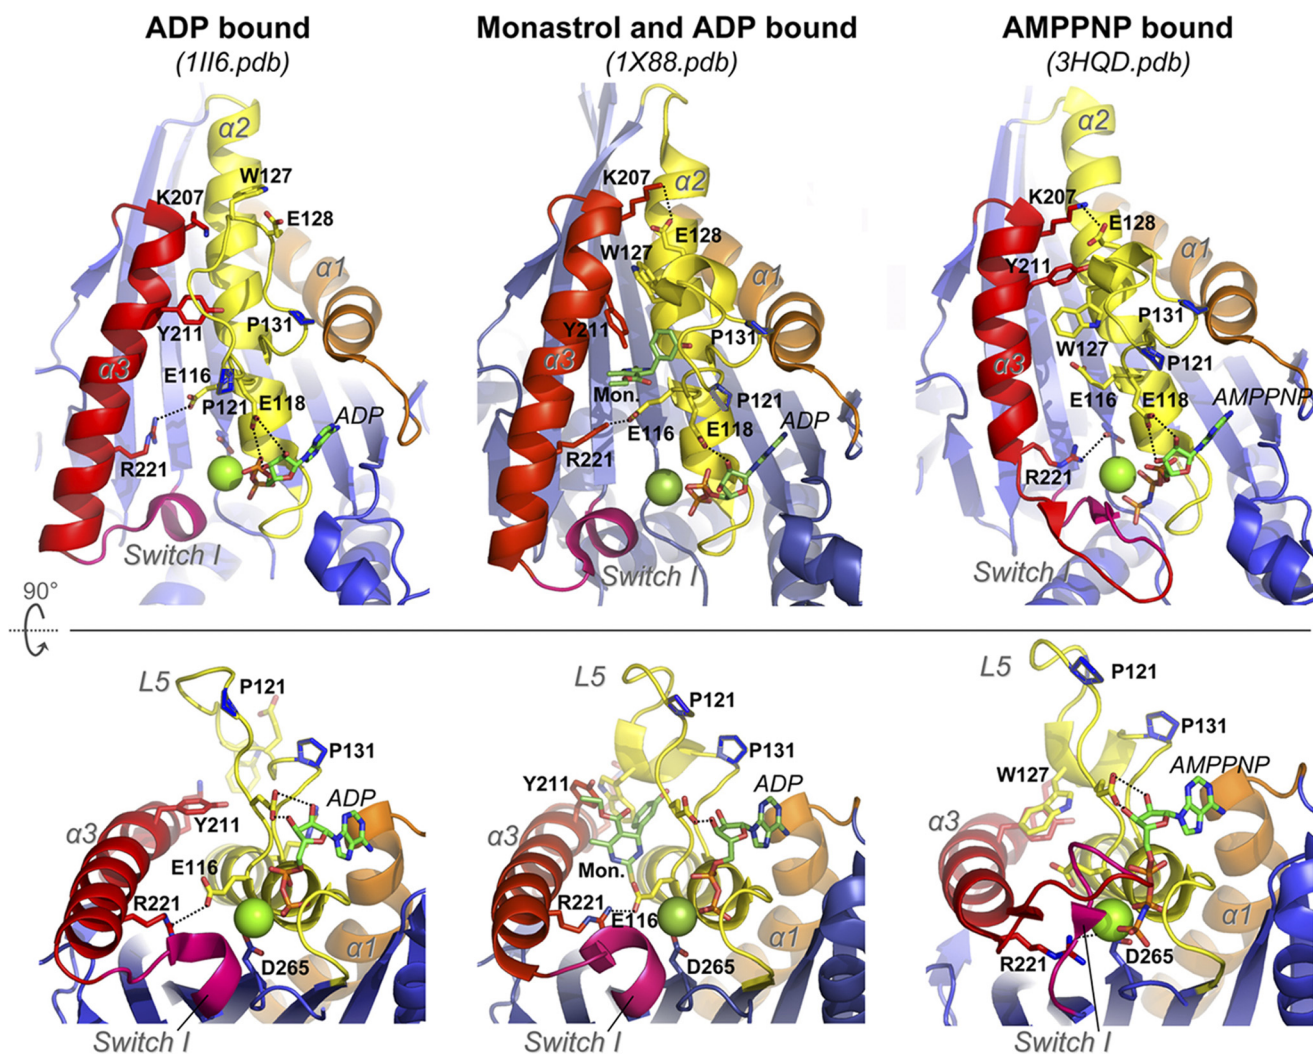 ADP bound
(1II6.pdb)
Monastrol and ADP bound
(1X88.pdb)
AMPPNP bound
(3HQD.pdb)
α2
W127
K207
E128
α1
Y211
P131
α3
E116
P121
E118
ADP
R221
Switch I
K207
α2
E128
W127
α1
Y211
P131
α3
Mon.
P121
E116
E118
ADP
R221
Switch I
α2
K207
E128
α1
Y211
P131
α3
W127
P121
E116
E118
AMPPNP
R221
Switch I
90°
L5
P121
P131
ADP
α3
Y211
E116
R221
α1
D265
Switch I
L5
P121
P131
Y211
ADP
α3
Mon.
R221
E116
α1
D265
Switch I
L5
P121
P131
W127
AMPPNP
α3
α1
R221
D265
Switch I